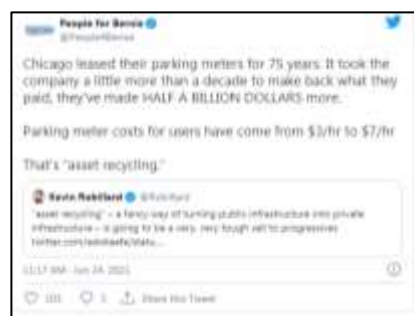 People for Bernie
@People4Bernie
Chicago leased their parking meters for 75 years. It took the
company a little more than a decade to make back what they
paid, they've made HALF A BILLION DOLLARS more.
Parking meter costs for users have come from $3/hr to $7/hr
That's "asset recycling."
Kevin Robillard @Robillard
"asset recycling" – a fancy way of turning public infrastructure into private
infrastructure – is going to be a very, very tough sell to progressives
11:17 AM · Jun 24, 2021
Share this Tweet